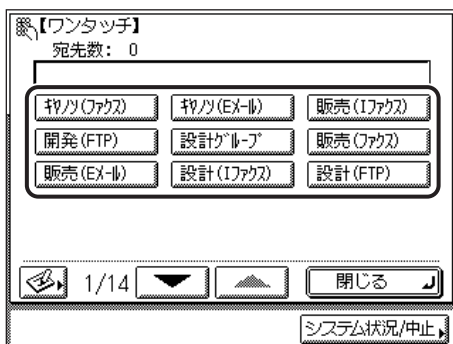 【ワンタッチ】
宛先数: 0
ｷﾔﾉﾝ(ﾌｧｸｽ) ｷﾔﾉﾝ(Eﾒｰﾙ) 販売(Iﾌｧｸｽ)
開発(FTP) 設計ｸﾞﾙｰﾌﾟ 販売(ﾌｧｸｽ)
販売(Eﾒｰﾙ) 設計(Iﾌｧｸｽ) 設計(FTP)
1/14 閉じる
システム状況/中止